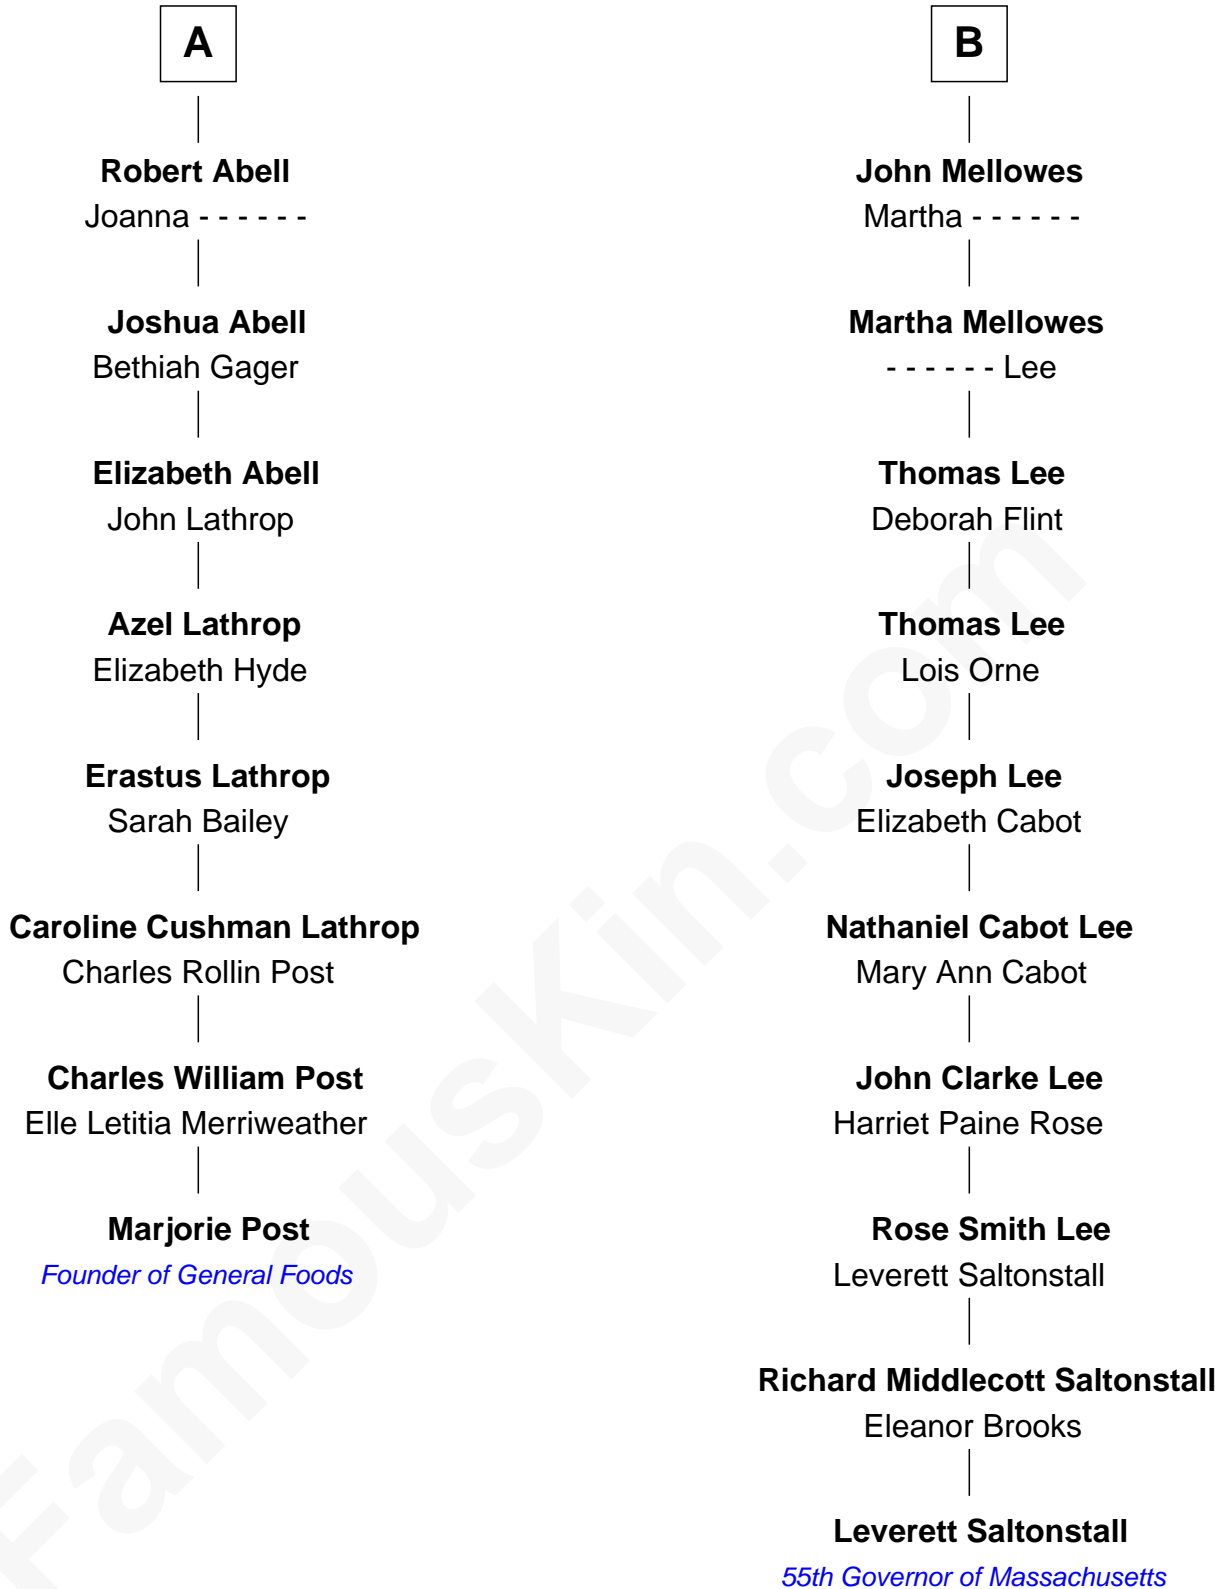 A
Robert Abell
Joanna - - - - - -
Joshua Abell
Bethiah Gager
Elizabeth Abell
John Lathrop
Azel Lathrop
Elizabeth Hyde
Erastus Lathrop
Sarah Bailey
Caroline Cushman Lathrop
Charles Rollin Post
Charles William Post
Elle Letitia Merriweather
Marjorie Post
Founder of General Foods
B
John Mellowes
Martha - - - - - -
Martha Mellowes
- - - - - - Lee
Thomas Lee
Deborah Flint
Thomas Lee
Lois Orne
Joseph Lee
Elizabeth Cabot
Nathaniel Cabot Lee
Mary Ann Cabot
John Clarke Lee
Harriet Paine Rose
Rose Smith Lee
Leverett Saltonstall
Richard Middlecott Saltonstall
Eleanor Brooks
Leverett Saltonstall
55th Governor of Massachusetts
FamousKin.com